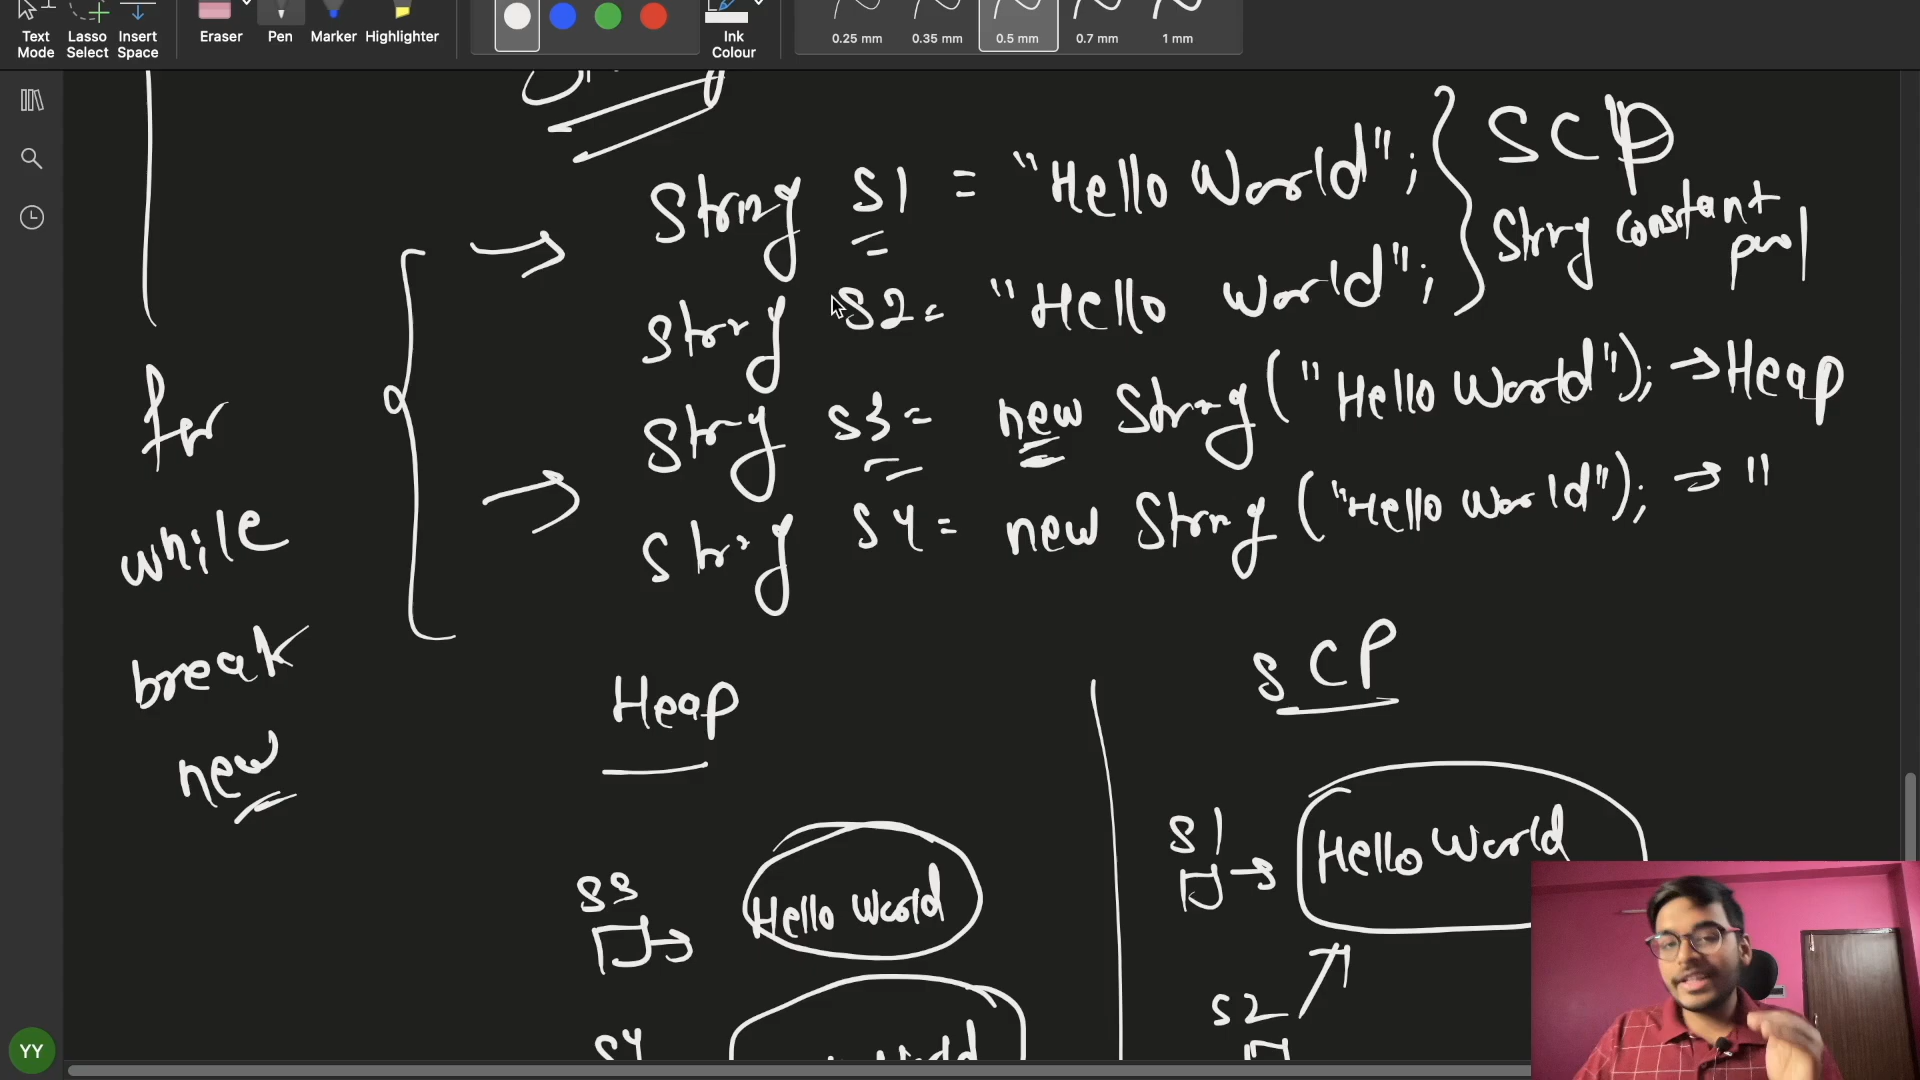 Text Mode
Lasso Select
Insert Space
Eraser
Pen
Marker
Highlighter
Ink Colour
0.25 mm
0.35 mm
0.5 mm
0.7 mm
1 mm
String S1 = "Hello World";
String S2 = "Hello World";
SCP
String constant pool
String S3 = new String("Hello World"); → Heap
String S4 = new String ("Hello World"); → "
for
while
break
new
Heap
SCP
S3
Hello World
S1
Hello World
S4
S2
YY